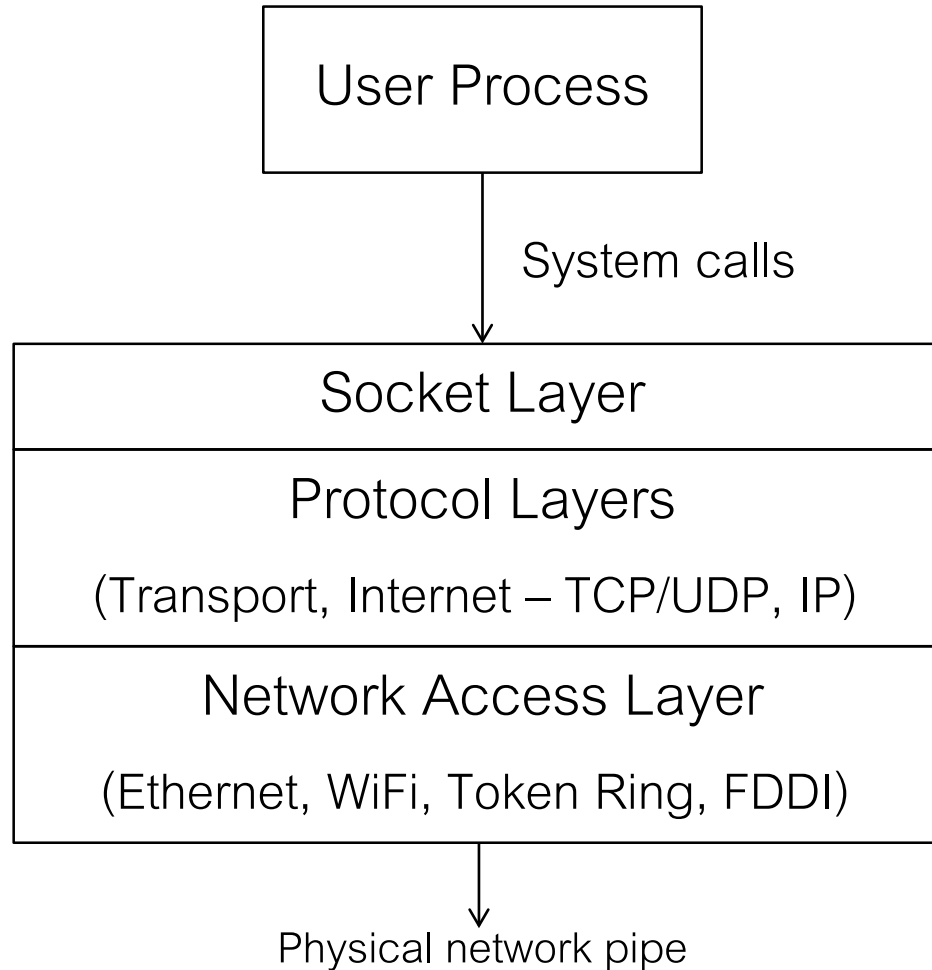 User Process
System calls
Socket Layer
Protocol Layers
(Transport, Internet – TCP/UDP, IP)
Network Access Layer
(Ethernet, WiFi, Token Ring, FDDI)
Physical network pipe